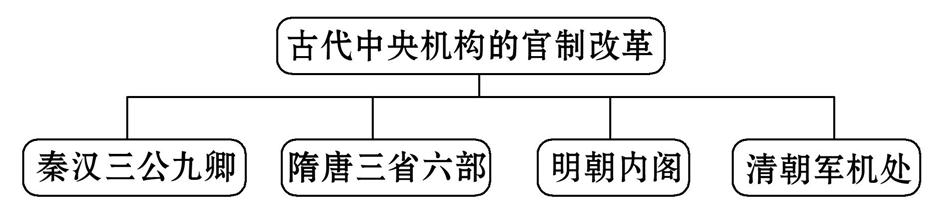 古代中央机构的官制改革
秦汉三公九卿
隋唐三省六部
明朝内阁
清朝军机处